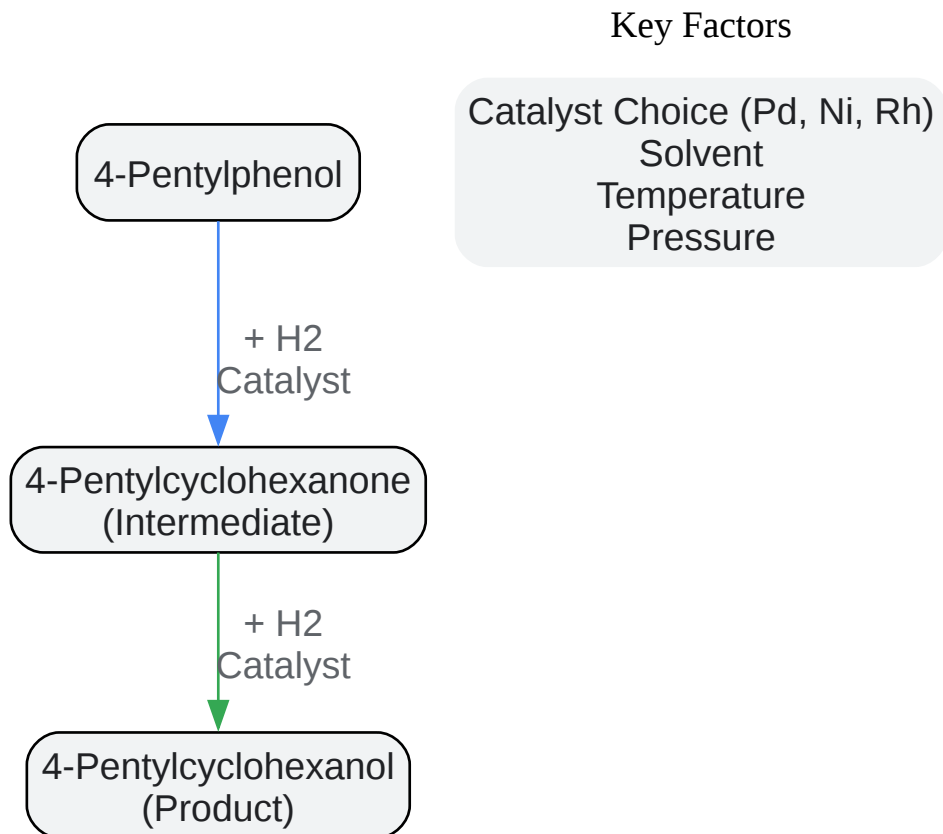 Key Factors
Catalyst Choice (Pd, Ni, Rh)
Solvent
Temperature
Pressure
4-Pentylphenol
+ H2
Catalyst
4-Pentylcyclohexanone
(Intermediate)
+ H2
Catalyst
4-Pentylcyclohexanol
(Product)